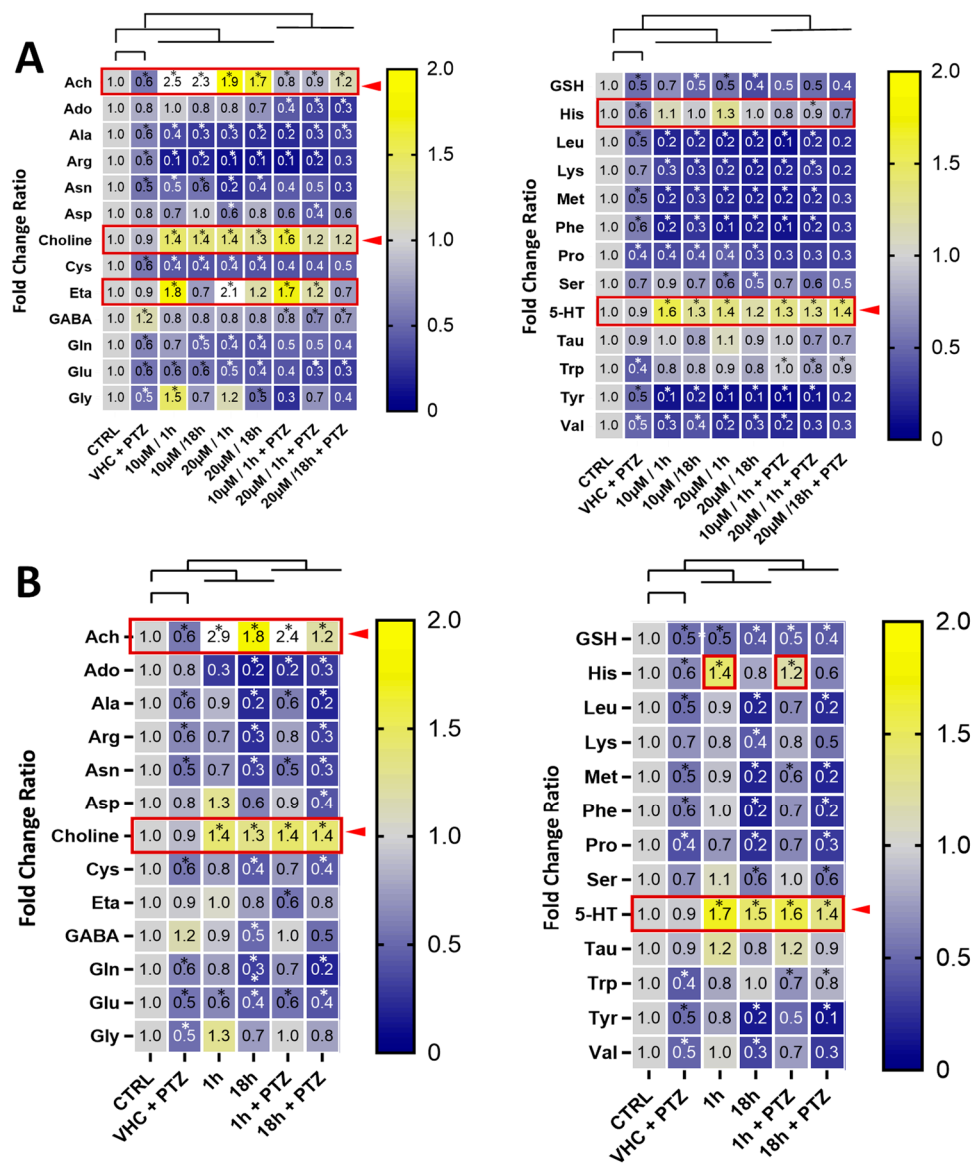 A
Fold Change Ratio
Ach 1.0 0.6* 2.5* 2.3* 1.9* 1.7* 0.8* 0.9* 1.2*
Ado 1.0 0.8 1.0 0.8 0.8 0.7 0.4* 0.3* 0.3*
Ala 1.0 0.6* 0.4* 0.3* 0.3* 0.2* 0.2* 0.3* 0.3*
Arg 1.0 0.6* 0.1* 0.2* 0.1* 0.1* 0.1* 0.2* 0.3
Asn 1.0 0.5* 0.5* 0.6* 0.2* 0.4* 0.4 0.5 0.3
Asp 1.0 0.8 0.7 1.0 0.6* 0.8 0.6 0.4* 0.6
Choline 1.0 0.9 1.4* 1.4* 1.4* 1.3* 1.6* 1.2 1.2
Cys 1.0 0.6* 0.4* 0.4* 0.4* 0.4* 0.4 0.4 0.5
Eta 1.0 0.9 1.8* 0.7 2.1* 1.2 1.7* 1.2* 0.7
GABA 1.0 1.2* 0.8 0.8 0.8 0.8 0.8* 0.7* 0.7*
Gln 1.0 0.6* 0.7 0.5* 0.4* 0.4* 0.5 0.5 0.4
Glu 1.0 0.6* 0.6* 0.6* 0.5* 0.4* 0.4 0.3* 0.3*
Gly 1.0 0.5* 1.5* 0.7 1.2 0.5* 0.3 0.7 0.4
CTRL
VHC + PTZ
10µM / 1h
10µM /18h
20µM / 1h
20µM / 18h
10µM / 1h + PTZ
20µM / 1h + PTZ
20µM /18h + PTZ
2.0
1.5
1.0
0.5
0
Fold Change Ratio
GSH 1.0 0.5* 0.7 0.5* 0.5* 0.4* 0.5 0.5 0.4
His 1.0 0.6* 1.1 1.0 1.3 1.0 0.8 0.9* 0.7
Leu 1.0 0.5* 0.2* 0.2* 0.2* 0.2* 0.1* 0.2 0.2
Lys 1.0 0.7 0.3* 0.3* 0.2* 0.2* 0.2* 0.3 0.2
Met 1.0 0.5* 0.2* 0.2* 0.2* 0.2* 0.2* 0.2* 0.3
Phe 1.0 0.6* 0.2* 0.3* 0.1* 0.2* 0.1* 0.2 0.3
Pro 1.0 0.4* 0.4* 0.4* 0.4* 0.3* 0.3 0.3 0.3
Ser 1.0 0.7 0.9 0.7 0.6* 0.5* 0.7 0.6 0.5
5-HT 1.0 0.9 1.6* 1.3* 1.4* 1.2 1.3* 1.3* 1.4*
Tau 1.0 0.9 1.0 0.8 1.1 0.9 1.0 0.7 0.7
Trp 1.0 0.4* 0.8 0.8 0.9 0.8 1.0* 0.8* 0.9*
Tyr 1.0 0.5* 0.1* 0.2* 0.1* 0.1* 0.1* 0.1* 0.2
Val 1.0 0.5* 0.3* 0.4* 0.2* 0.3* 0.2* 0.3 0.3
CTRL
VHC + PTZ
10µM / 1h
10µM /18h
20µM / 1h
20µM / 18h
10µM / 1h + PTZ
20µM / 1h + PTZ
20µM /18h + PTZ
2.0
1.5
1.0
0.5
0
B
Fold Change Ratio
Ach 1.0 0.6* 2.9* 1.8* 2.4* 1.2*
Ado 1.0 0.8 0.3 0.2* 0.2* 0.3*
Ala 1.0 0.6* 0.9 0.2* 0.6* 0.2*
Arg 1.0 0.6* 0.7 0.3* 0.8 0.3*
Asn 1.0 0.5* 0.7 0.3* 0.5* 0.3*
Asp 1.0 0.8 1.3 0.6 0.9 0.4*
Choline 1.0 0.9 1.4* 1.3* 1.4* 1.4*
Cys 1.0 0.6* 0.8 0.4* 0.7 0.4*
Eta 1.0 0.9 1.0 0.8 0.6* 0.8
GABA 1.0 1.2 0.9 0.5* 1.0 0.5
Gln 1.0 0.6* 0.8 0.3* 0.7 0.2*
Glu 1.0 0.5* 0.6* 0.4* 0.6* 0.4*
Gly 1.0 0.5* 1.3 0.7 1.0 0.8
CTRL
VHC + PTZ
1h
18h
1h + PTZ
18h + PTZ
2.0
1.5
1.0
0.5
0
Fold Change Ratio
GSH 1.0 0.5* *0.5* 0.4* 0.5* 0.4*
His 1.0 0.6* 1.4* 0.8 1.2* 0.6
Leu 1.0 0.5* 0.9 0.2* 0.7 0.2*
Lys 1.0 0.7 0.8 0.4* 0.8 0.5
Met 1.0 0.5* 0.9 0.2* 0.6* 0.2*
Phe 1.0 0.6* 1.0 0.2* 0.7 0.2*
Pro 1.0 0.4* 0.7 0.2* 0.7 0.3*
Ser 1.0 0.7 1.1 0.6* 1.0 0.6*
5-HT 1.0 0.9 1.7* 1.5* 1.6* 1.4*
Tau 1.0 0.9 1.2 0.8 1.2 0.9
Trp 1.0 0.4* 0.8 1.0 0.7* 0.8*
Tyr 1.0 0.5* 0.8 0.2* 0.5 0.1*
Val 1.0 0.5* 1.0 0.3* 0.7 0.3
CTRL
VHC + PTZ
1h
18h
1h + PTZ
18h + PTZ
2.0
1.5
1.0
0.5
0